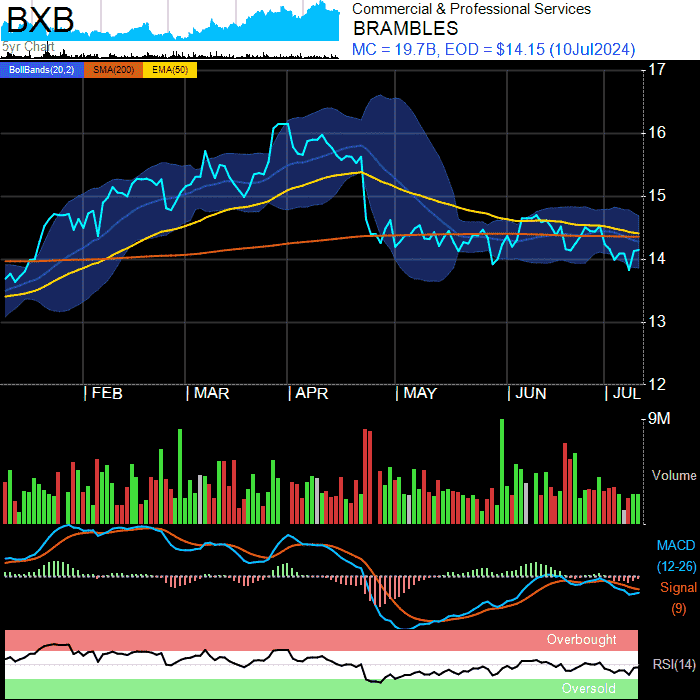 BXB
5yr Chart
Commercial & Professional Services
BRAMBLES
MC = 19.7B, EOD = $14.15 (10Jul2024)
BollBands(20,2) SMA(200) EMA(50)
17
16
15
14
13
12
| FEB | MAR | APR | MAY | JUN | JUL
9M
Volume
MACD
(12-26)
Signal
(9)
Overbought
RSI(14)
Oversold